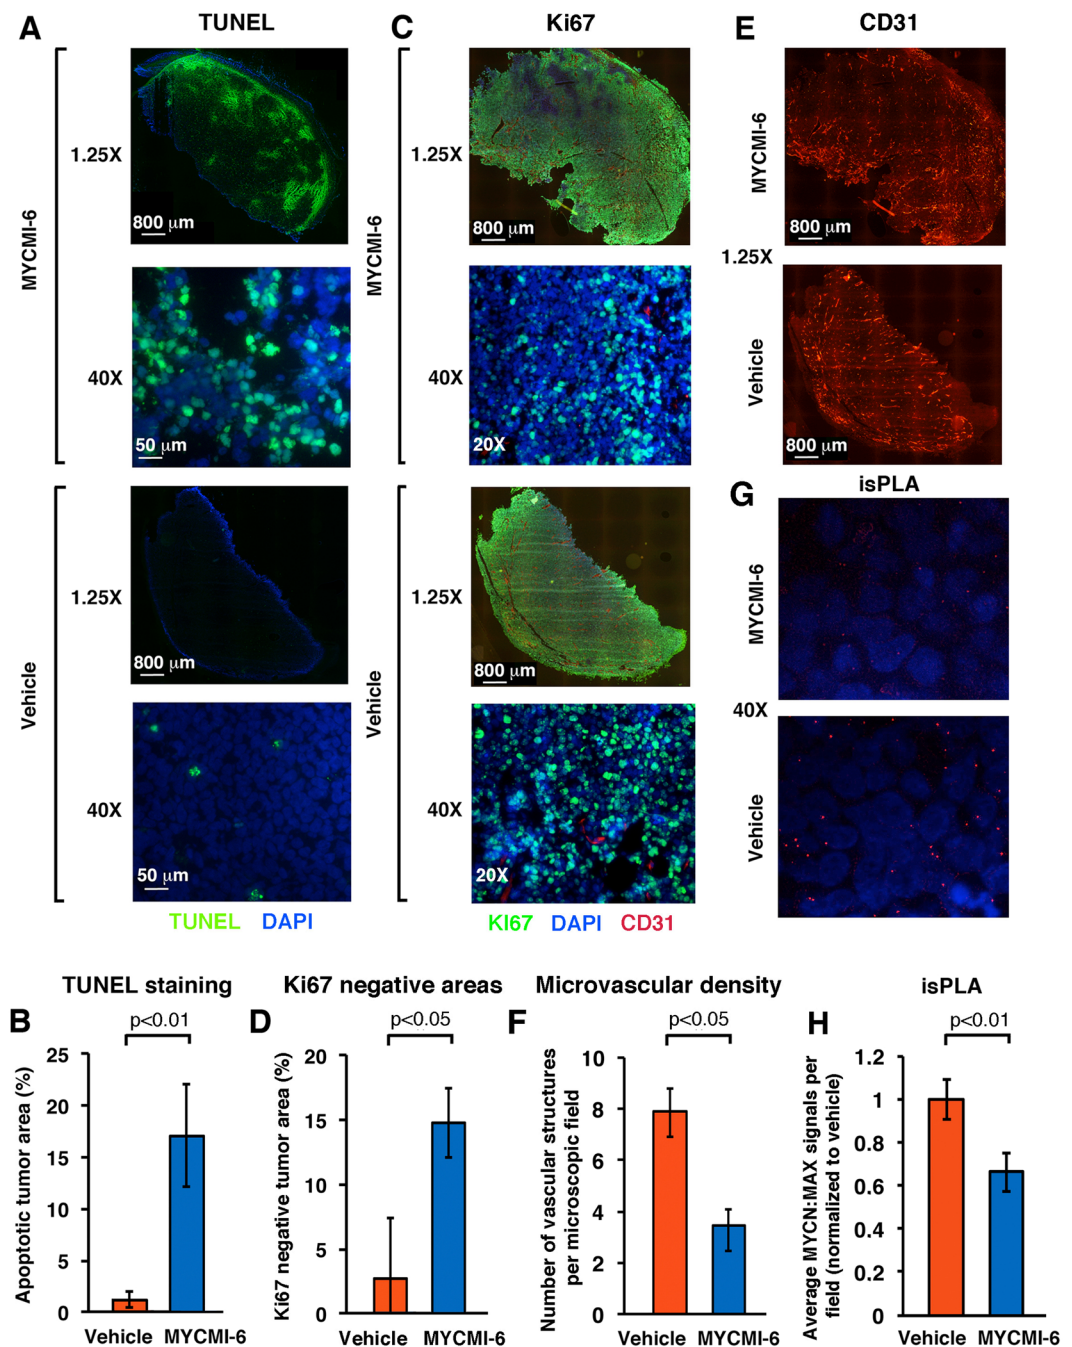 A
TUNEL
MYCMI-6
1.25X
800 μm
40X
50 μm
Vehicle
1.25X
800 μm
40X
50 μm
TUNEL DAPI
C
Ki67
MYCMI-6
1.25X
800 μm
40X
20X
Vehicle
1.25X
800 μm
40X
20X
KI67 DAPI CD31
E
CD31
MYCMI-6
800 μm
1.25X
Vehicle
800 μm
G
isPLA
MYCMI-6
40X
Vehicle
B
TUNEL staining
p<0.01
Apoptotic tumor area (%)
25
20
15
10
5
0
Vehicle MYCMI-6
D
Ki67 negative areas
p<0.05
Ki67 negative tumor area (%)
20
15
10
5
0
Vehicle MYCMI-6
F
Microvascular density
p<0.05
Number of vascular structures
per microscopic field
10
8
6
4
2
0
Vehicle MYCMI-6
H
isPLA
p<0.01
Average MYCN:MAX signals per
field (normalized to vehicle)
1.2
1
0.8
0.6
0.4
0.2
0
Vehicle MYCMI-6